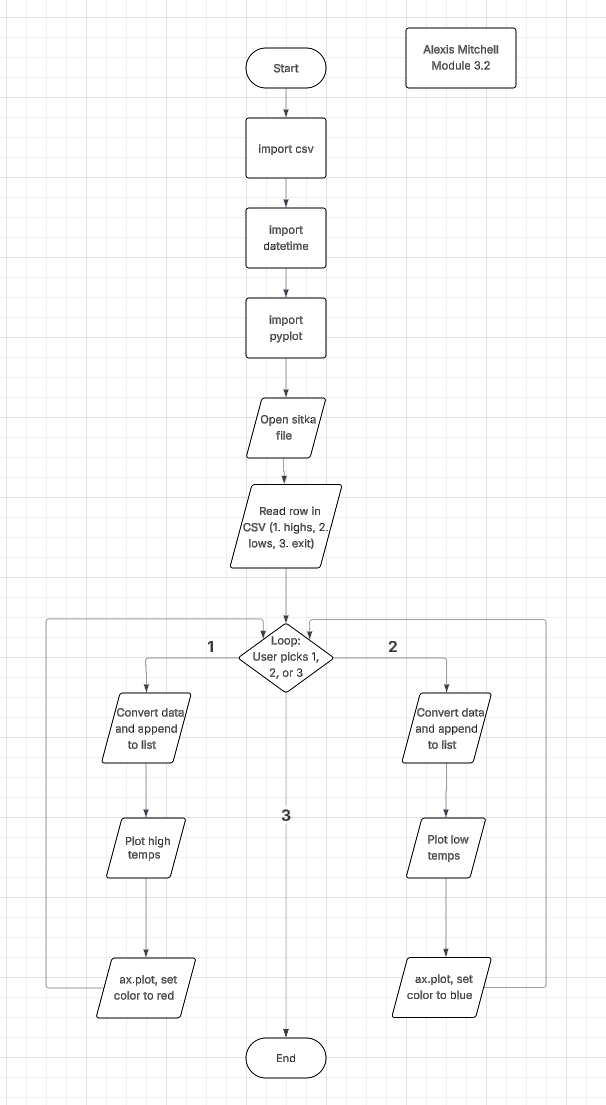 Alexis Mitchell
Module 3.2
Start
import csv
import
datetime
import
pyplot
Open sitka
file
Read row in
CSV (1. highs, 2.
lows, 3. exit)
Loop:
User picks 1,
2, or 3
1
2
Convert data
and append
to list
Convert data
and append
to list
3
Plot high
temps
Plot low
temps
ax.plot, set
color to red
ax.plot, set
color to blue
End